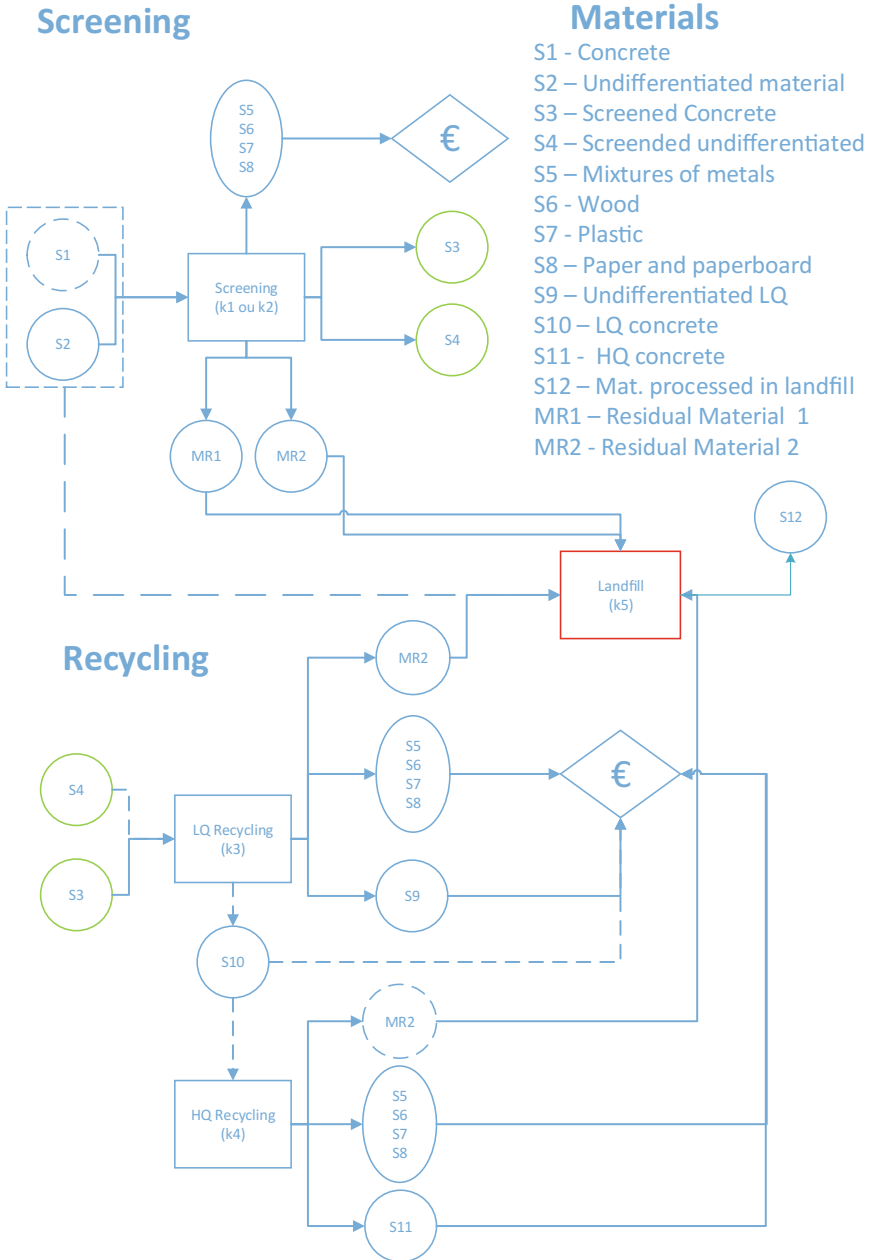 Screening
Materials
S1 - Concrete
S2 – Undifferentiated material
S3 – Screened Concrete
S4 – Screended undifferentiated
S5 – Mixtures of metals
S6 - Wood
S7 - Plastic
S8 – Paper and paperboard
S9 – Undifferentiated LQ
S10 – LQ concrete
S11 - HQ concrete
S12 – Mat. processed in landfill
MR1 – Residual Material 1
MR2 - Residual Material 2
S5
S6
S7
S8
€
S1
S2
Screening
(k1 ou k2)
S3
S4
MR1
MR2
S12
Landfill
(k5)
Recycling
MR2
S5
S6
S7
S8
€
S4
S3
LQ Recycling
(k3)
S9
S10
MR2
HQ Recycling
(k4)
S5
S6
S7
S8
S11